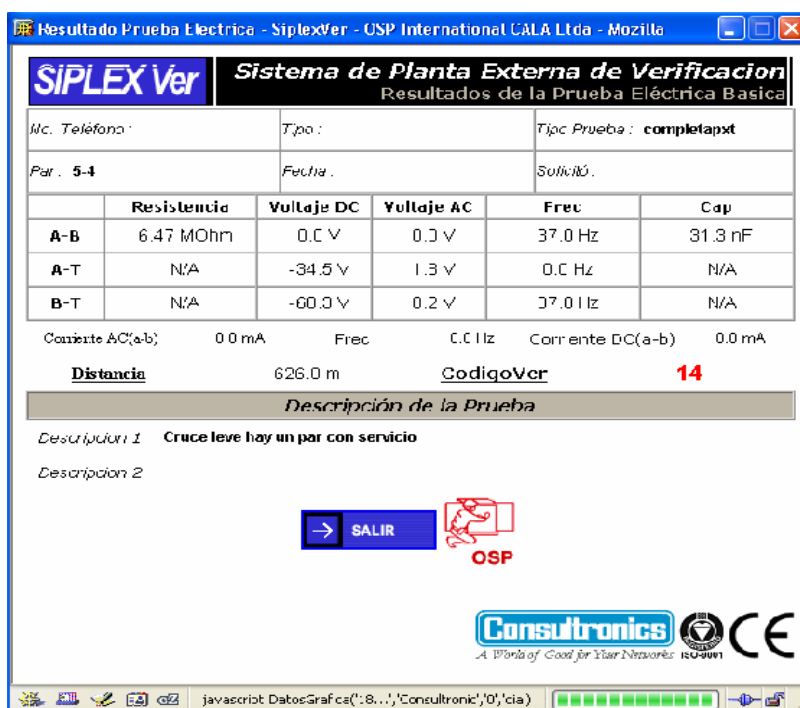 Resultado Prueba Electrica - SiplexVer - OSP International CALA Ltda - Mozilla
SIPLEX Ver
Sistema de Planta Externa de Verificacion
Resultados de la Prueba Eléctrica Basica
No. Teléfono : Tipo : Tipo Prueba : completapxt
Par : 5-4 Fecha : Solicitó :
Resistencia Voltaje DC Voltaje AC Frec Cap
A-B 6.47 MOhm 0.0 V 0.0 V 37.0 Hz 31.3 nF
A-T N/A -34.5 V 1.8 V 0.0 Hz N/A
B-T N/A -60.0 V 0.2 V 37.0 Hz N/A
Corriente AC(a-b) 0.0 mA Frec 0.0 Hz Corriente DC(a-b) 0.0 mA
Distancia 626.0 m CodigoVer 14
Descripción de la Prueba
Descripcion 1 Cruce leve hay un par con servicio
Descripcion 2
SALIR
OSP
Consultronics
A World of Good for Your Networks
ISO-9001
CE
javascript DatosGrafica('18...','Consultronic','0','cia')